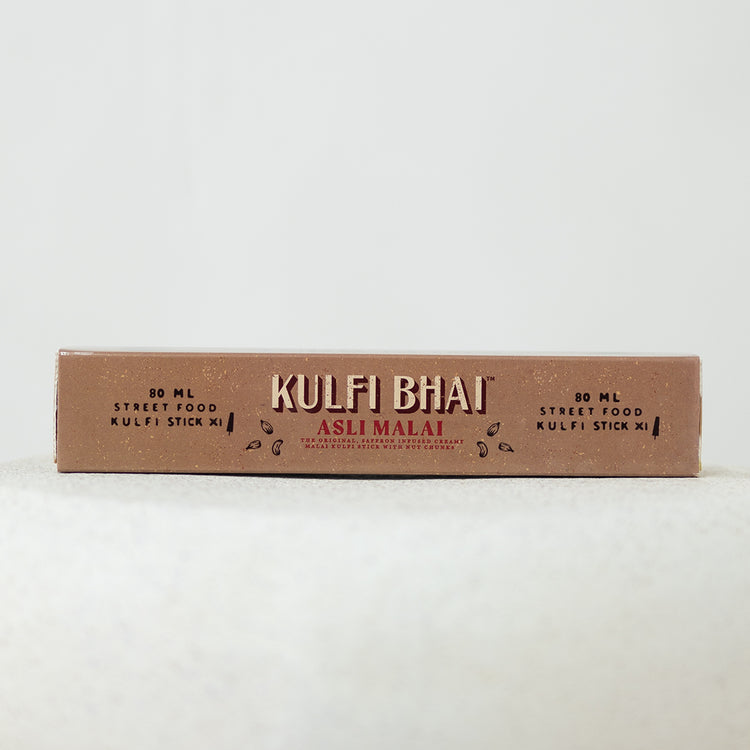 80 ML
STREET FOOD
KULFI STICK X1
KULFI BHAI™
ASLI MALAI
THE ORIGINAL, SAFFRON INFUSED CREAMY
MALAI KULFI STICK WITH NUT CHUNKS
80 ML
STREET FOOD
KULFI STICK X1